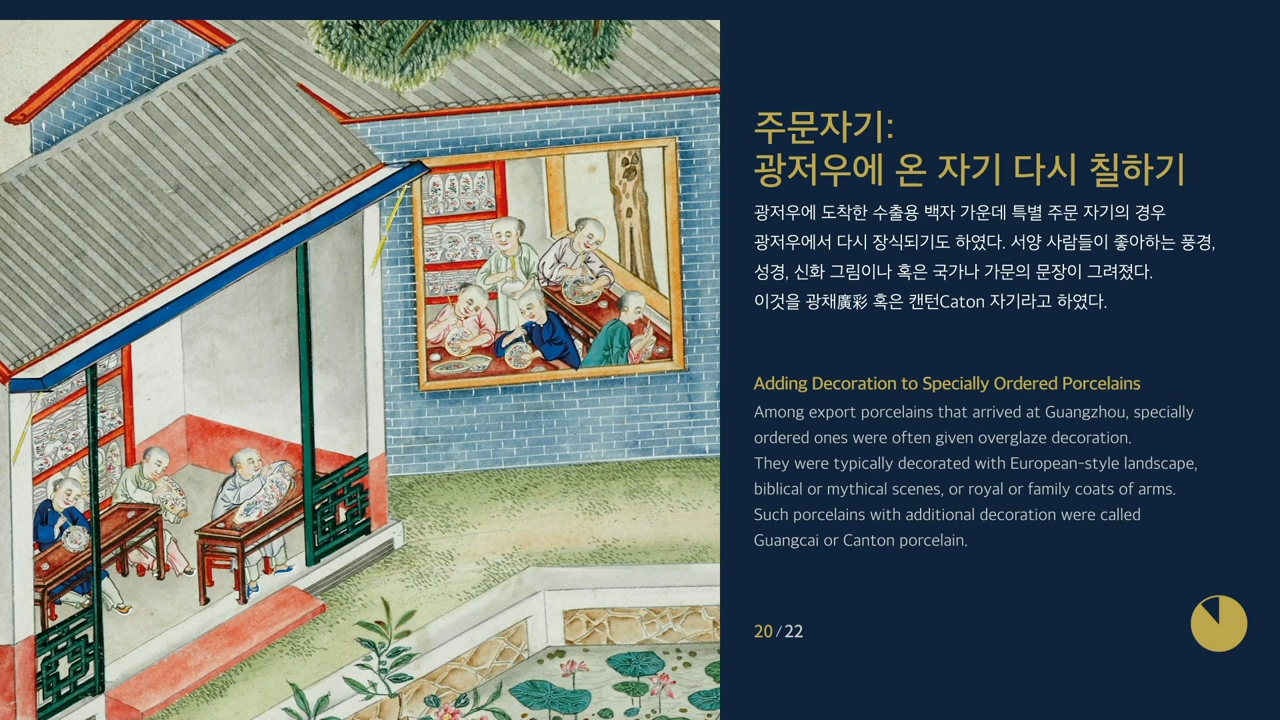 주문자기:
광저우에 온 자기 다시 칠하기
광저우에 도착한 수출용 백자 가운데 특별 주문 자기의 경우
광저우에서 다시 장식되기도 하였다. 서양 사람들이 좋아하는 풍경,
성경, 신화 그림이나 혹은 국가나 가문의 문장이 그려졌다.
이것을 광채廣彩 혹은 캔턴Caton 자기라고 하였다.
Adding Decoration to Specially Ordered Porcelains
Among export porcelains that arrived at Guangzhou, specially
ordered ones were often given overglaze decoration.
They were typically decorated with European-style landscape,
biblical or mythical scenes, or royal or family coats of arms.
Such porcelains with additional decoration were called
Guangcai or Canton porcelain.
20/22